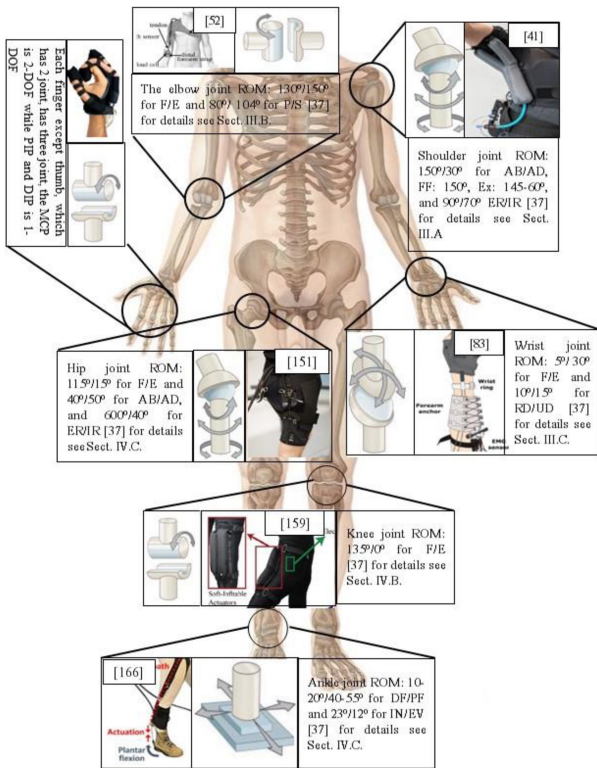 [52]
tendon
load cell
The elbow joint ROM: 130º/150º
for F/E and 80º/ 104º for P/S [37]
for details see Sect. III.B.
[41]
Shoulder joint ROM:
150º/30º for AB/AD,
FF: 150º, Ex: 145-60º,
and 90º/70º ER/IR [37]
for details see Sect.
III.A
Each finger except thumb, which
has 2 joint, has three joint, the MCP
is 2-DOF while PIP and DIP is 1-
DOF
Hip joint ROM:
115º/15º for F/E and
40º/50º for AB/AD,
and 600º/40º for
ER/IR [37] for details
see Sect. IV.C.
[151]
[83]
Wrist
ring
Forearm
anchor
EMG
sensor
Wrist joint
ROM: 5º/30º
for F/E and
10º/15º for
RD/UD [37]
for details see
Sect. III.C.
[159]
Soft-Inflatable
Actuators
Knee joint ROM:
135º/0º for F/E
[37] for details see
Sect. IV.B.
[166]
Actuation
Plantar
flexion
Ankle joint ROM: 10-
20º/40-55º for DF/PF
and 23º/12º for IN/EV
[37] for details see
Sect. IV.C.